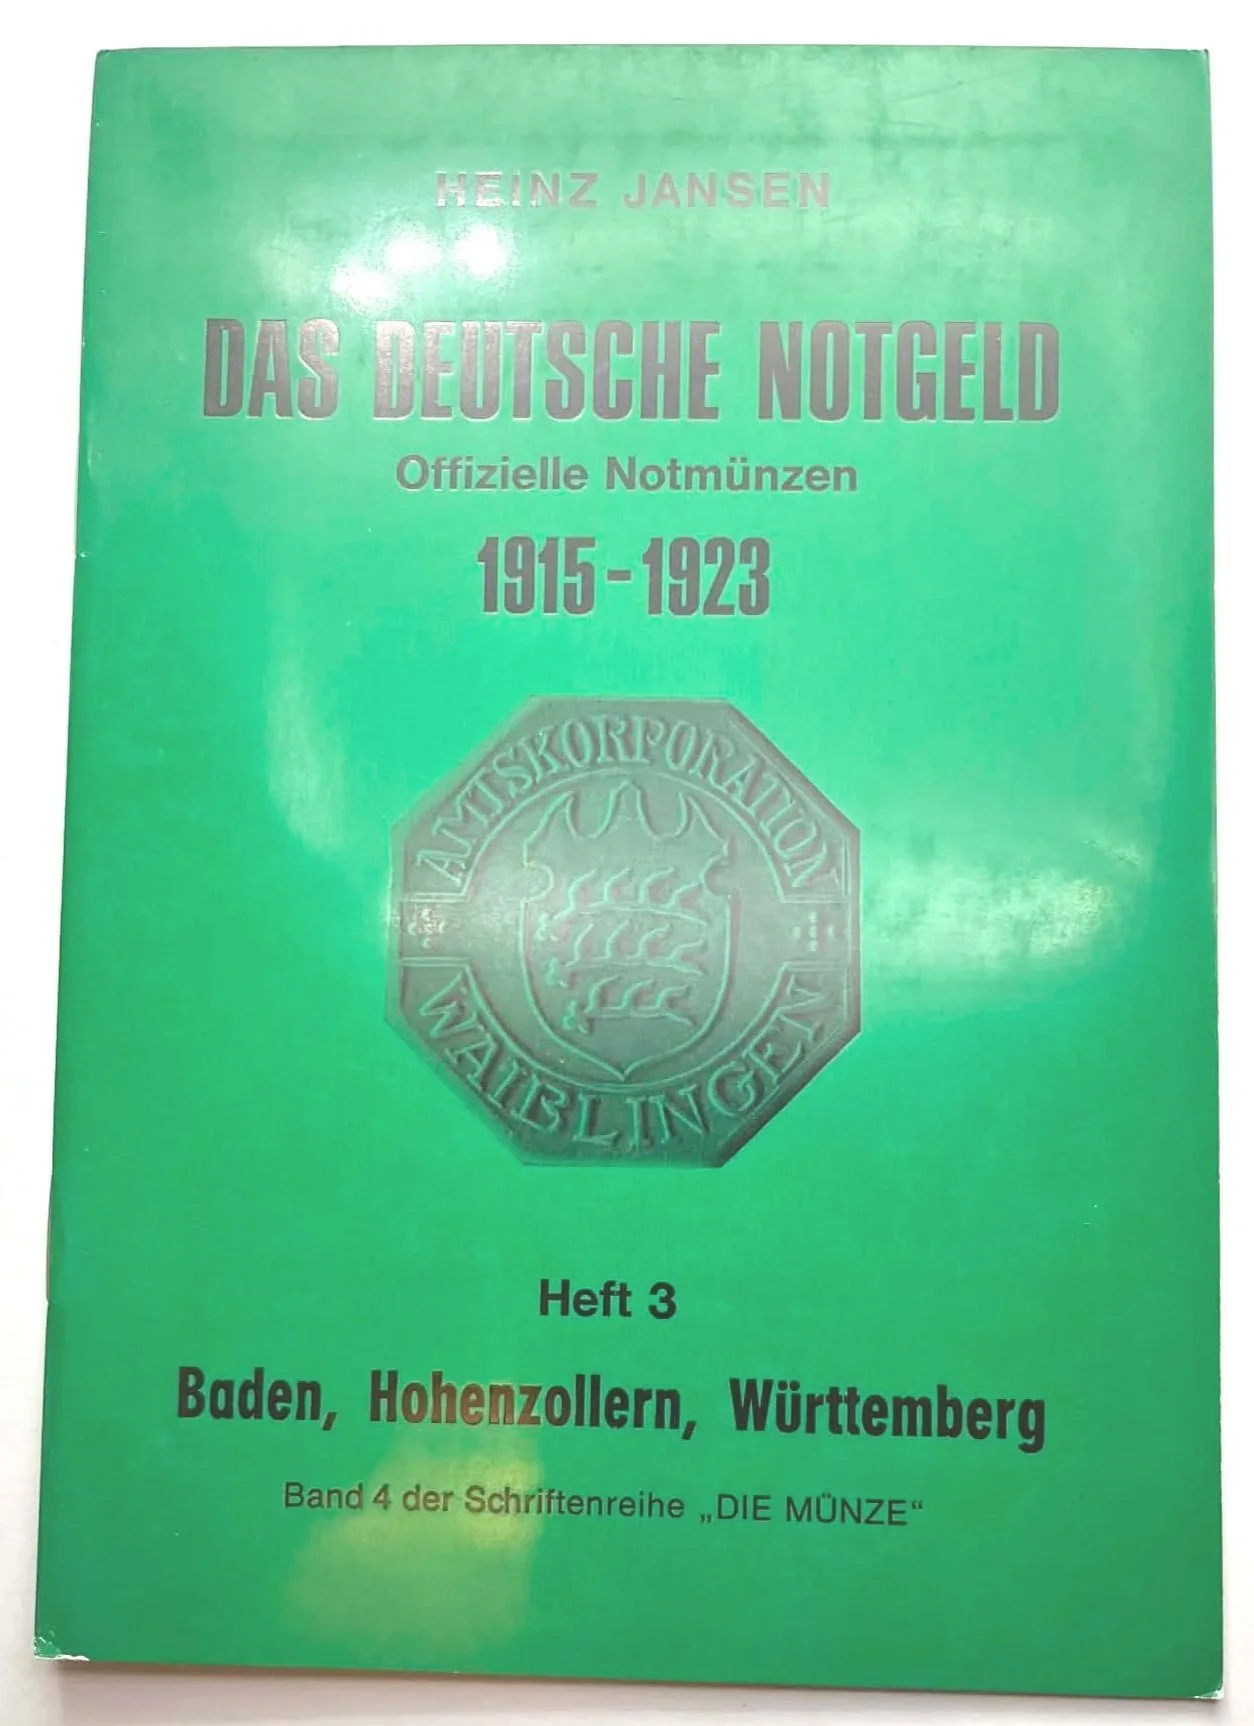 HEINZ JANSEN
DAS DEUTSCHE NOTGELD
Offizielle Notmünzen
1915-1923
AMTSKORPORATION
WAIBLINGEN
Heft 3
Baden, Hohenzollern, Württemberg
Band 4 der Schriftenreihe „DIE MÜNZE“